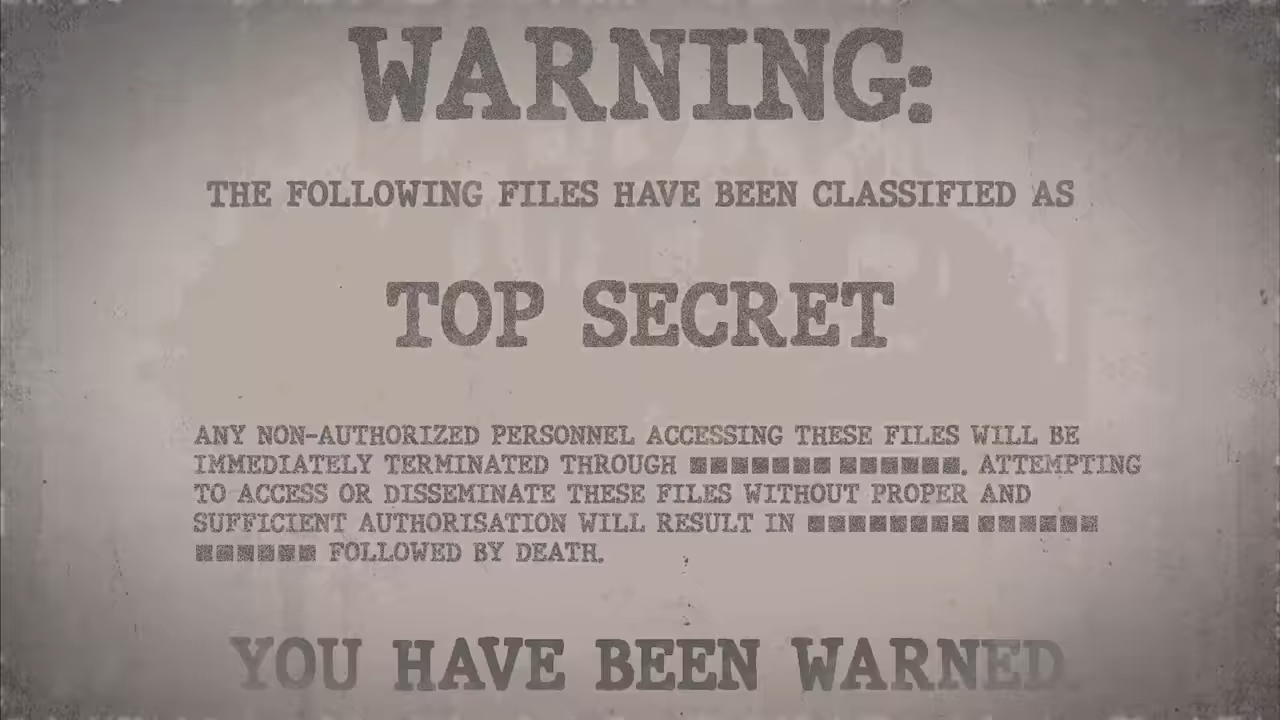 WARNING:
THE FOLLOWING FILES HAVE BEEN CLASSIFIED AS
TOP SECRET
ANY NON-AUTHORIZED PERSONNEL ACCESSING THESE FILES WILL BE
IMMEDIATELY TERMINATED THROUGH ■■■■■■■ ■■■■■■. ATTEMPTING
TO ACCESS OR DISSEMINATE THESE FILES WITHOUT PROPER AND
SUFFICIENT AUTHORISATION WILL RESULT IN ■■■■■■■■ ■■■■■■
■■■■■■ FOLLOWED BY DEATH.
YOU HAVE BEEN WARNED.